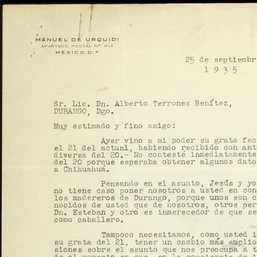 MANUEL DE URQUIDI
APARTADO POSTAL Nº 914
MEXICO, D.F.
25 de septiembre
1935
Sr. Lic. Dn. Alberto Terrones Benítez,
DURANGO, Dgo.
Muy estimado y fino amigo:
Ayer vino a mi poder su grata fec
el 21 del actual, habiendo recibido con ant
diversa del 20.- No contesté inmediatamente
del 20 porque esperaba obtener algunos dato
a Chihuahua.
Pensando en el asunto, Jesús y yo
no tiene caso poner nosotros a usted en con
los madereros de Durango, porque unos son c
nocidos de usted que de nosotros, otros per
Dn. Esteban y otro es inmerecedor de que se
como caballero.
Tampoco necesitamos, como usted i
su grata del 21, tener un cambio más amplio
siones sobre el asunto que nos preocupa a t